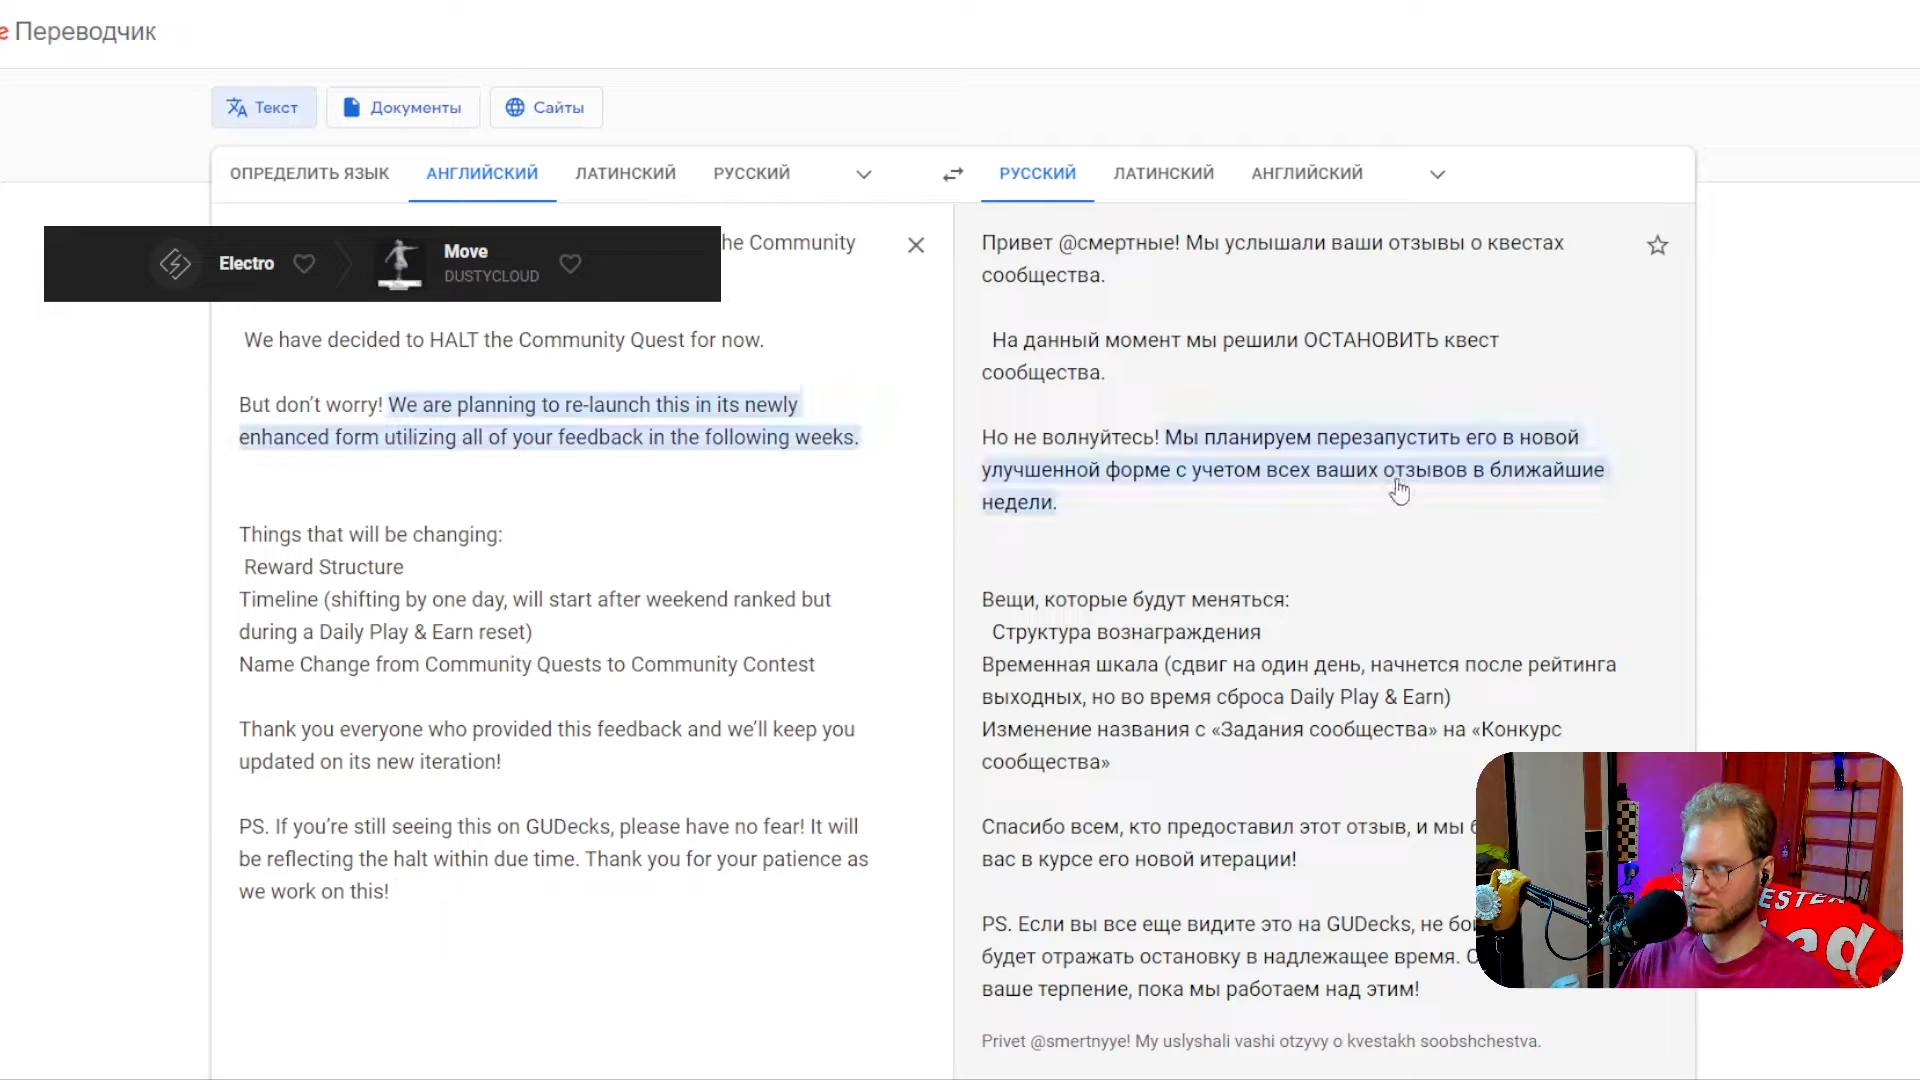 Переводчик
Текст
Документы
Сайты
ОПРЕДЕЛИТЬ ЯЗЫК
АНГЛИЙСКИЙ
ЛАТИНСКИЙ
РУССКИЙ
РУССКИЙ
ЛАТИНСКИЙ
АНГЛИЙСКИЙ
Electro
Move
DUSTYCLOUD
he Community
We have decided to HALT the Community Quest for now.
But don’t worry! We are planning to re-launch this in its newly
enhanced form utilizing all of your feedback in the following weeks.
Things that will be changing:
Reward Structure
Timeline (shifting by one day, will start after weekend ranked but
during a Daily Play & Earn reset)
Name Change from Community Quests to Community Contest
Thank you everyone who provided this feedback and we’ll keep you
updated on its new iteration!
PS. If you’re still seeing this on GUDecks, please have no fear! It will
be reflecting the halt within due time. Thank you for your patience as
we work on this!
Привет @смертные! Мы услышали ваши отзывы о квестах
сообщества.
На данный момент мы решили ОСТАНОВИТЬ квест
сообщества.
Но не волнуйтесь! Мы планируем перезапустить его в новой
улучшенной форме с учетом всех ваших отзывов в ближайшие
недели.
Вещи, которые будут меняться:
Структура вознаграждения
Временная шкала (сдвиг на один день, начнется после рейтинга
выходных, но во время сброса Daily Play & Earn)
Изменение названия с «Задания сообщества» на «Конкурс
сообщества»
Спасибо всем, кто предоставил этот отзыв, и мы
вас в курсе его новой итерации!
PS. Если вы все еще видите это на GUDecks, не
будет отражать остановку в надлежащее время.
ваше терпение, пока мы работаем над этим!
Privet @smertnyye! My uslyshali vashi otzyvy o kvestakh soobshchestva.